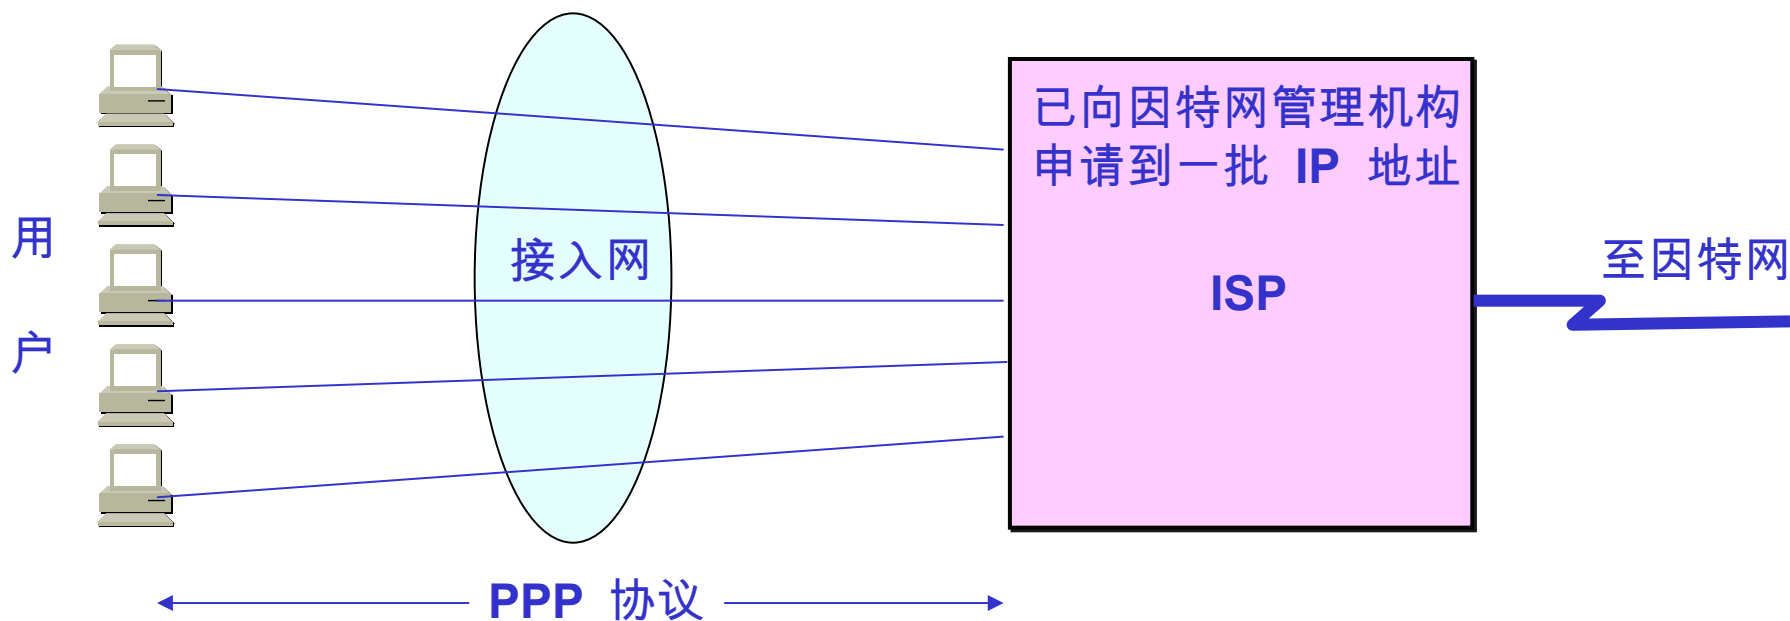 用
户
接入网
已向因特网管理机构
申请到一批 IP 地址
ISP
至因特网
PPP 协议